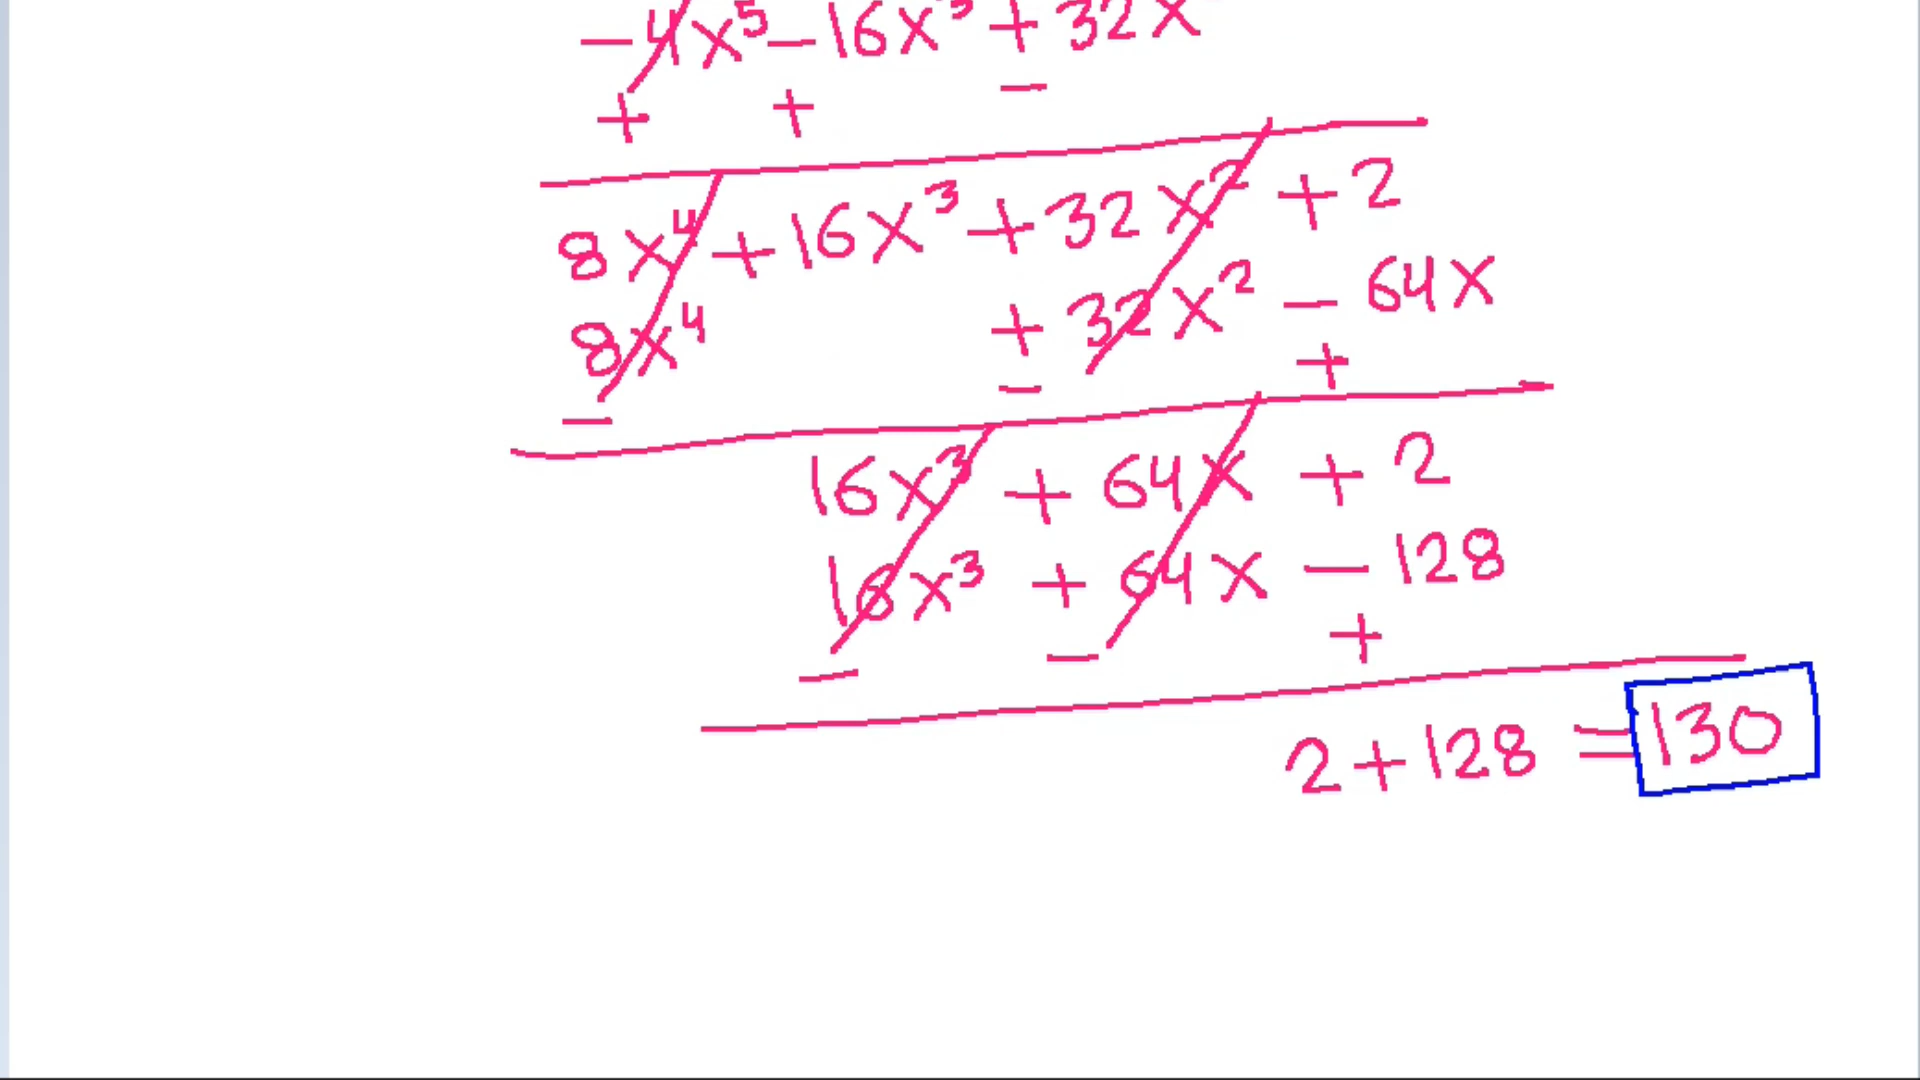 -4x⁵-16x³+32x²
+ + -
8x⁴+16x³+32x²+2
8x⁴ +32x²-64x
- - +
16x³+64x+2
16x³+64x-128
- - +
2+128=130